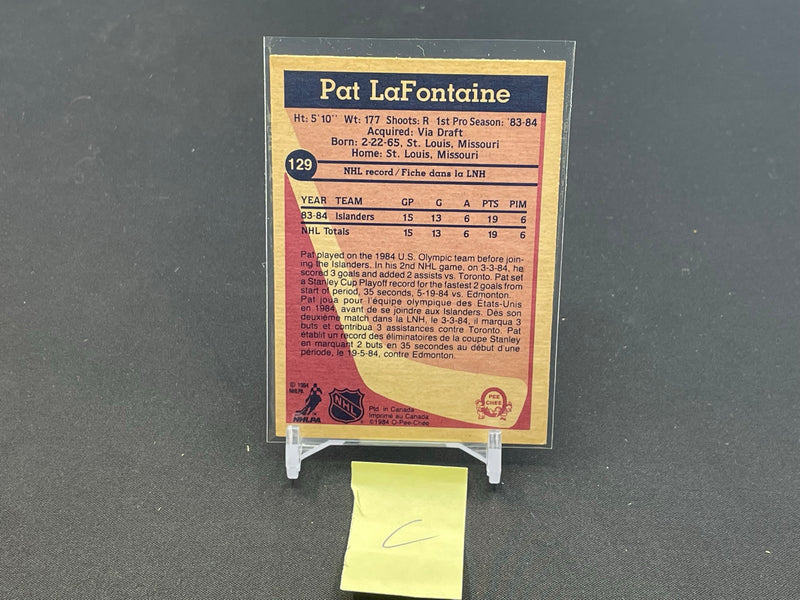 Pat LaFontaine
Ht: 5'10" Wt: 177 Shoots: R 1st Pro Season: '83-84
Acquired: Via Draft
Born: 2-22-65, St. Louis, Missouri
Home: St. Louis, Missouri
129
NHL record/Fiche dans la LNH
YEAR TEAM GP G A PTS PIM
83-84 Islanders 15 13 6 19 6
NHL Totals 15 13 6 19 6
Pat played on the 1984 U.S. Olympic team before join-
ing the Islanders. In his 2nd NHL game, on 3-3-84, he
scored 3 goals and added 2 assists vs. Toronto. Pat set
a Stanley Cup Playoff record for the fastest 2 goals from
start of period, 35 seconds, 5-19-84 vs. Edmonton.
Pat joua pour l'équipe olympique des États-Unis
en 1984, avant de se joindre aux Islanders. Dès son
deuxième match dans la LNH, le 3-3-84, il marqua 3
buts et contribua 3 assistances contre Toronto. Pat
établit un record des éliminatoires de la coupe Stanley
en marquant 2 buts en 35 secondes au début d'une
période, le 19-5-84, contre Edmonton.
© 1984
NHLPA
NHLPA
NHL
Ptd. in Canada
Imprimé au Canada
©1984 O-Pee-Chee
PEE
CHEE
C